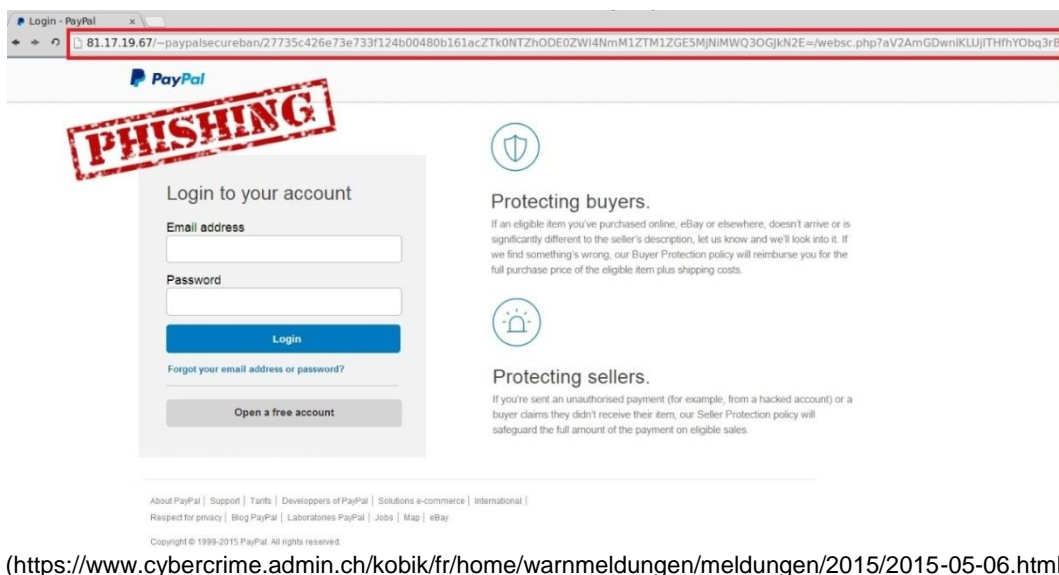 Login - PayPal
81.17.19.67/~paypalsecureban/
PayPal
PHISHING
Login to your account
Email address
Password
Login
Forgot your email address or password?
Open a free account
Protecting buyers.
If an eligible item you've purchased online, eBay or elsewhere, doesn't arrive or is
significantly different to the seller's description, let us know and we'll look into it. If
we find something's wrong, our Buyer Protection policy will reimburse you for the
full purchase price of the eligible item plus shipping costs.
Protecting sellers.
If you're sent an unauthorised payment (for example, from a hacked account) or a
buyer claims they didn't receive their item, our Seller Protection policy will
safeguard the full amount of the payment on eligible sales.
About PayPal | Support | Tarifs | Developpers of PayPal | Solutions e-commerce | International |
Respect for privacy | Blog PayPal | Laboratories PayPal | Jobs | Map | eBay
Copyright © 1999-2015 PayPal. All rights reserved.
(https://www.cybercrime.admin.ch/kobik/fr/home/warnmeldungen/meldungen/2015/2015-05-06.html